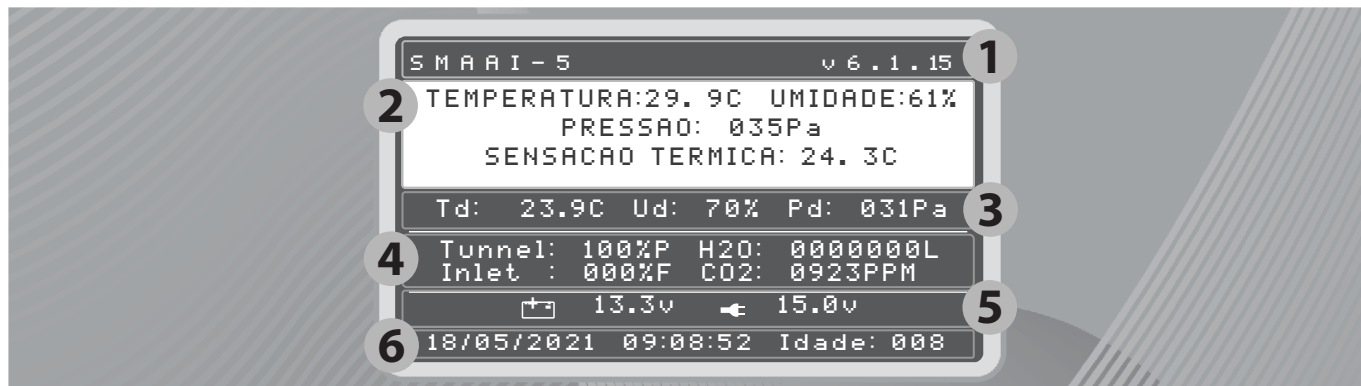 SMAAI-5 v6.1.15 1
2 TEMPERATURA:29.9C UMIDADE:61%
PRESSAO: 035Pa
SENSACAO TERMICA: 24.3C
Td: 23.9C Ud: 70% Pd: 031Pa 3
4 Tunnel: 100%P H2O: 0000000L
Inlet : 000%F CO2: 0923PPM
13.3v 15.0v 5
6 18/05/2021 09:08:52 Idade: 008